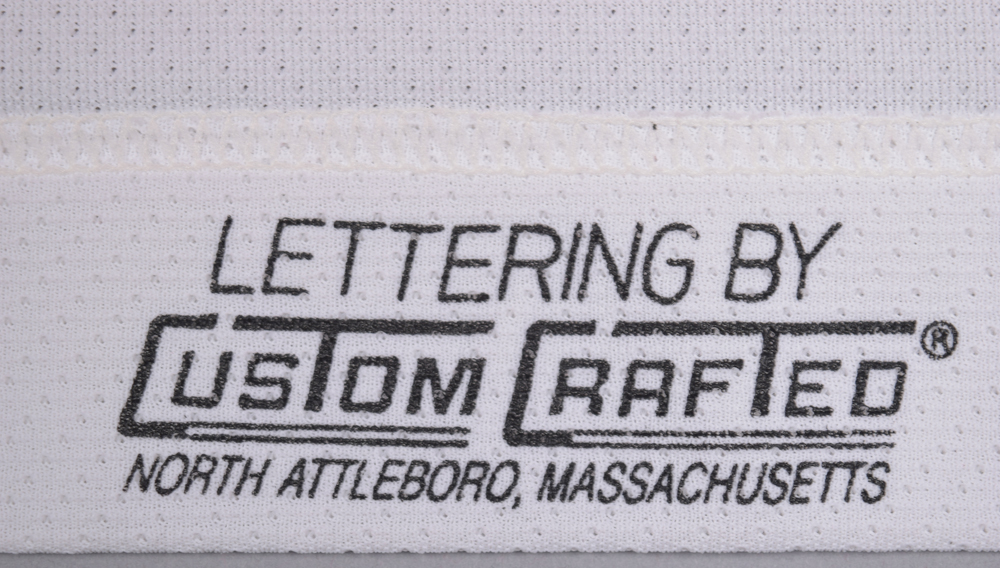 LETTERING BY
CUSTOM CRAFTED®
NORTH ATTLEBORO, MASSACHUSETTS